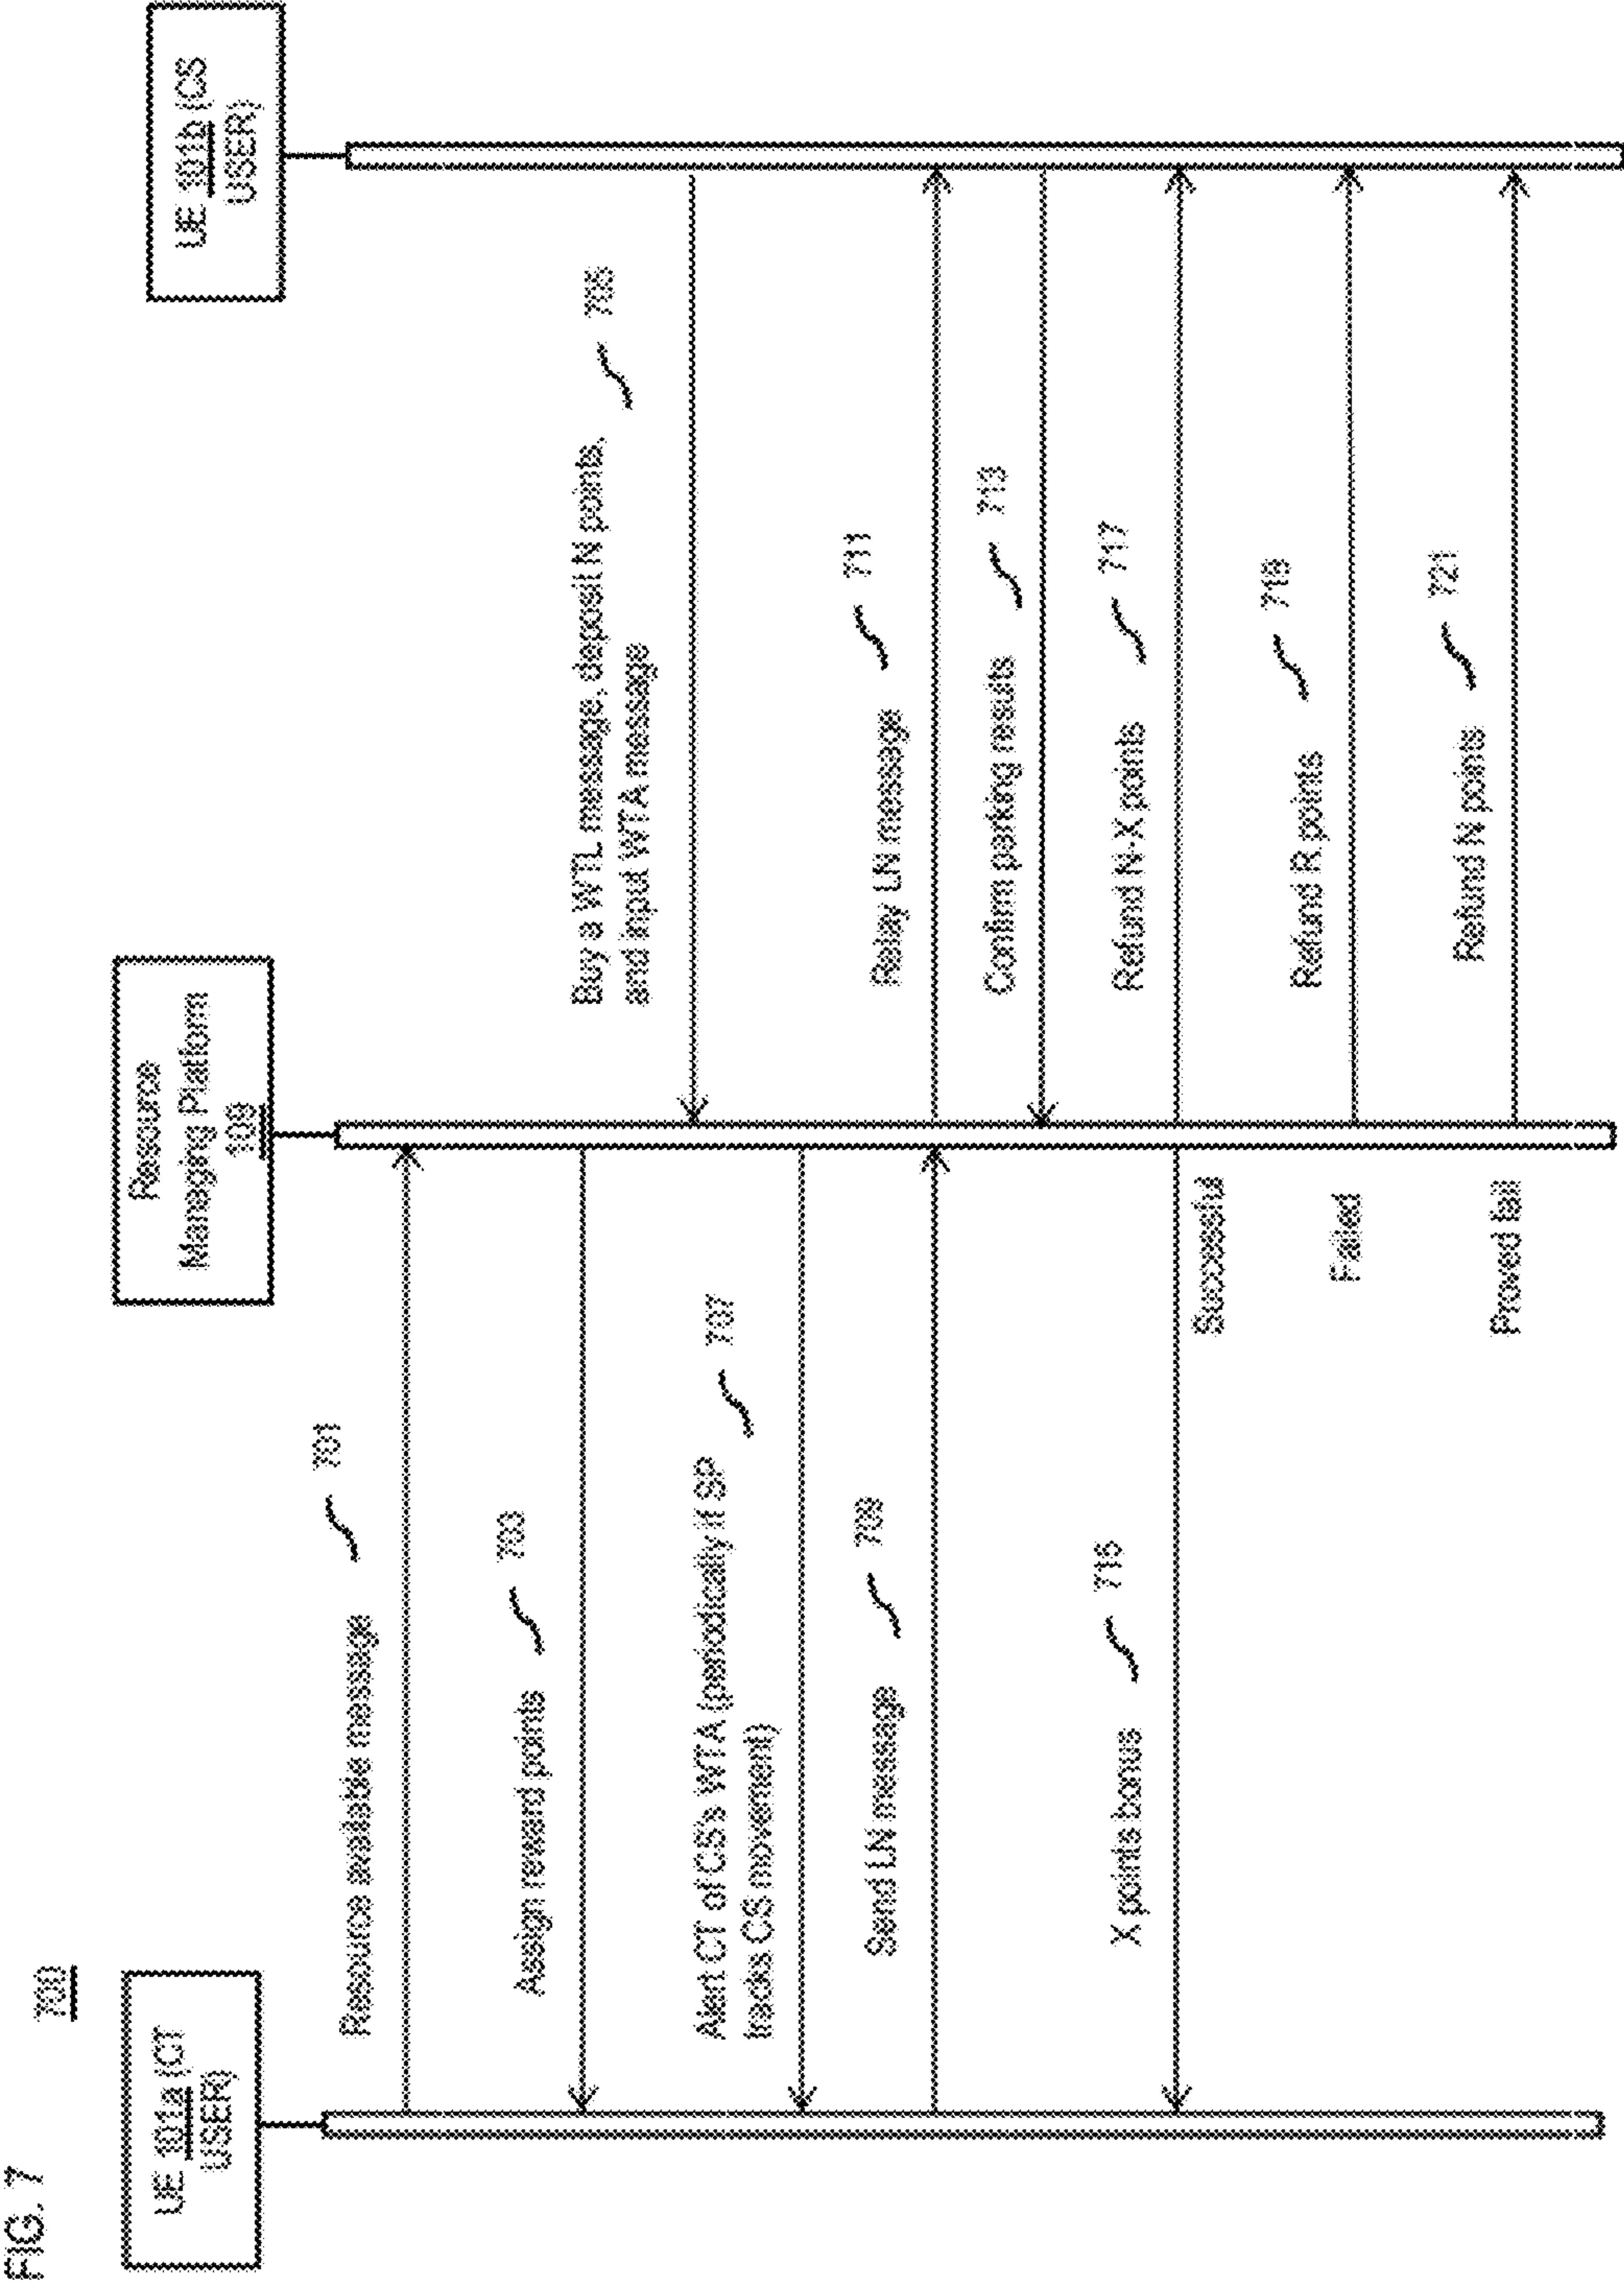 FIG. 7
700
UE 101a (CT
USER)
Resource
Managing Platform
109
UE 101b (CS
USER)
Resource available message
701
Assign reward points
703
Buy a WTL message, deposit N points,
and input WTA message
705
Alert CT of CS's WTA (periodically if SP
tracks CS movement)
707
Send LN message
709
Relay LN message
711
Confirm parking results
713
X points bonus
715
Successful
Refund N-X points
717
Failed
Refund R points
719
Proved fail
Refund N points
721